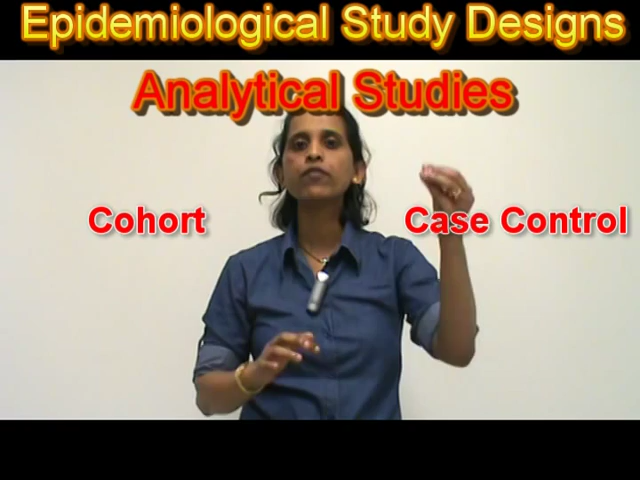 Epidemiological Study Designs
Analytical Studies
Cohort
Case Control